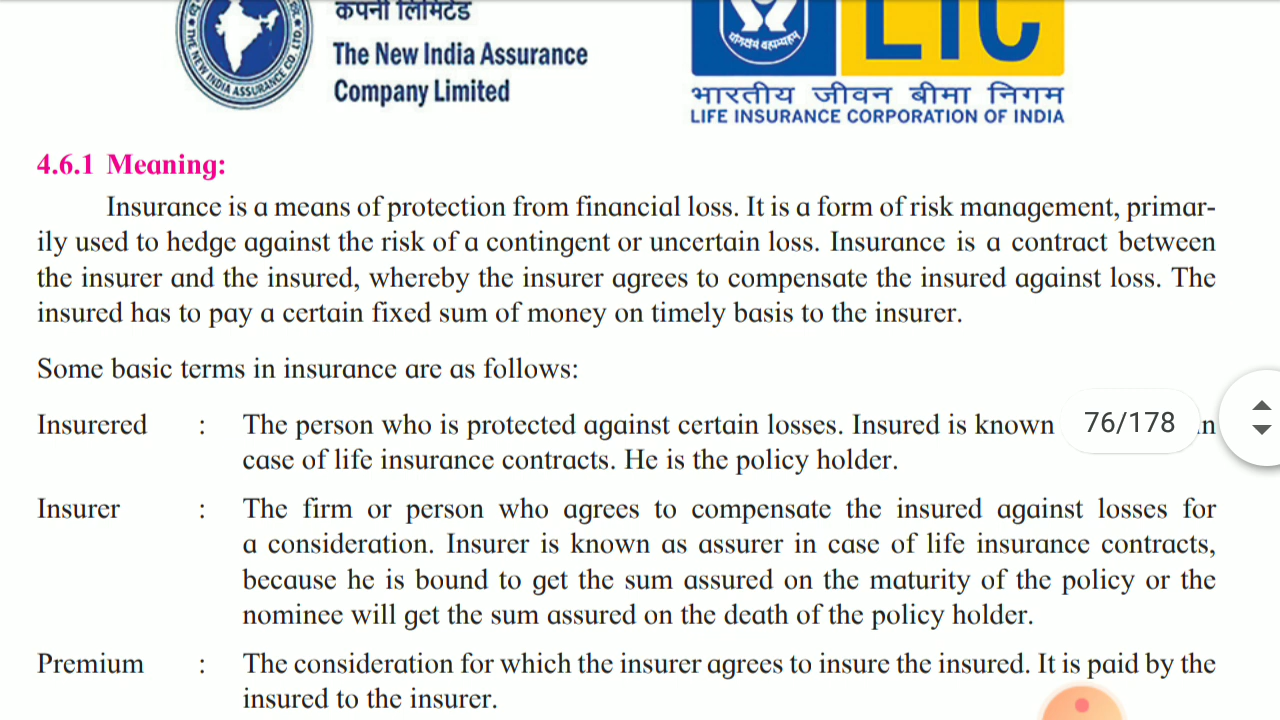 कंपनी लिमिटेड
The New India Assurance
Company Limited
THE NEW INDIA ASSURANCE CO. LTD.
योगक्षेमं वहाम्यहम्
LIC
भारतीय जीवन बीमा निगम
LIFE INSURANCE CORPORATION OF INDIA
4.6.1 Meaning:
Insurance is a means of protection from financial loss. It is a form of risk management, primar-
ily used to hedge against the risk of a contingent or uncertain loss. Insurance is a contract between
the insurer and the insured, whereby the insurer agrees to compensate the insured against loss. The
insured has to pay a certain fixed sum of money on timely basis to the insurer.
Some basic terms in insurance are as follows:
Insurered : The person who is protected against certain losses. Insured is known 76/178 in
case of life insurance contracts. He is the policy holder.
Insurer : The firm or person who agrees to compensate the insured against losses for
a consideration. Insurer is known as assurer in case of life insurance contracts,
because he is bound to get the sum assured on the maturity of the policy or the
nominee will get the sum assured on the death of the policy holder.
Premium : The consideration for which the insurer agrees to insure the insured. It is paid by the
insured to the insurer.